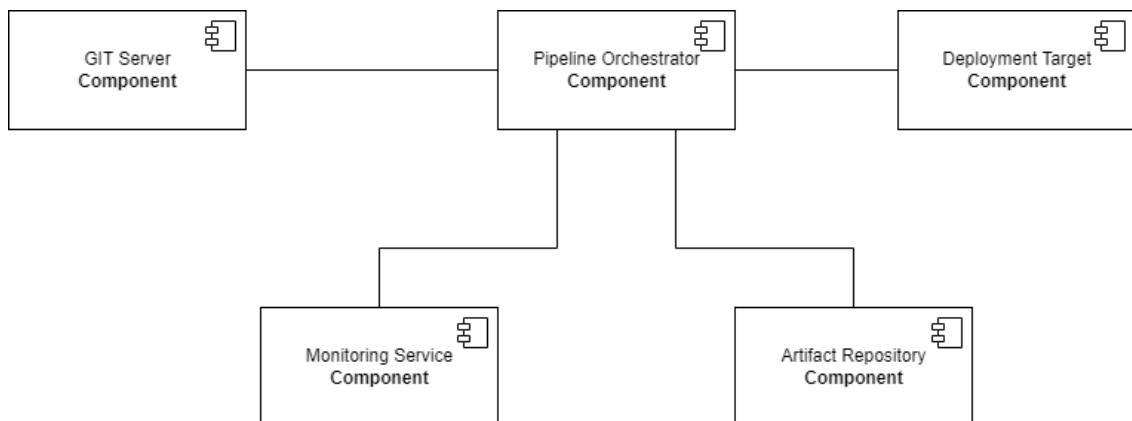 GIT Server
Component
Pipeline Orchestrator
Component
Deployment Target
Component
Monitoring Service
Component
Artifact Repository
Component